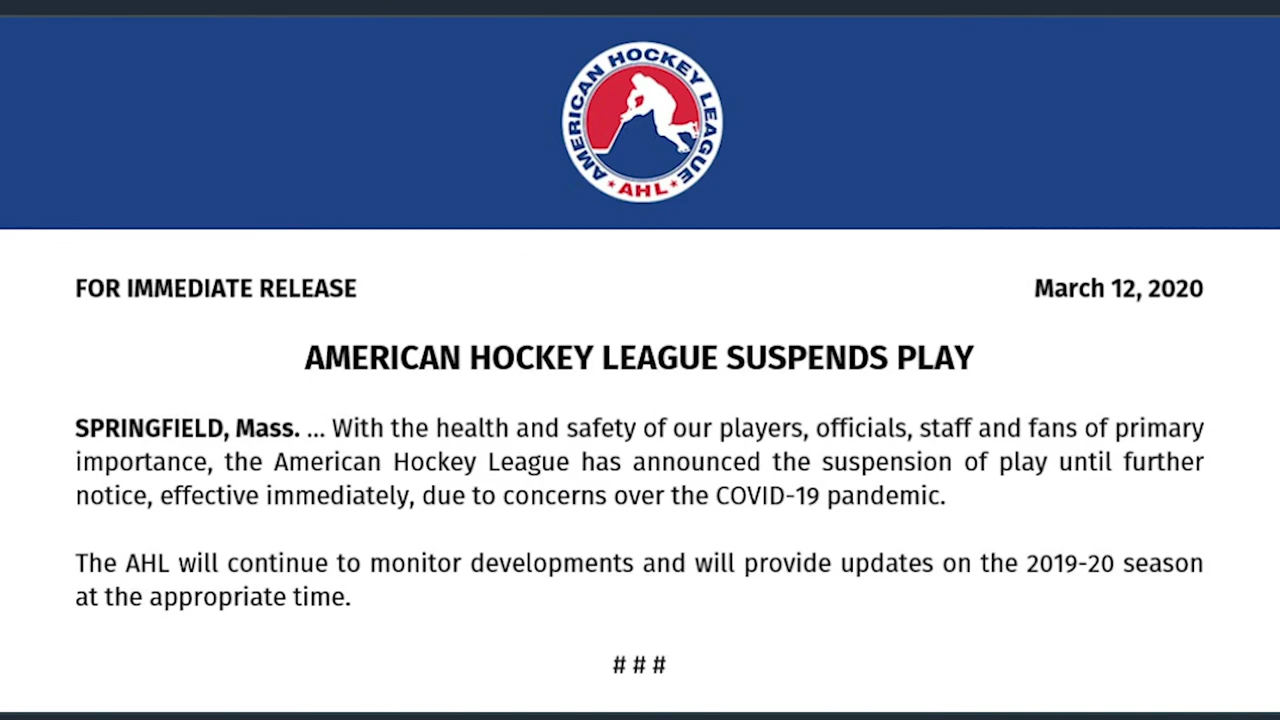 AMERICAN HOCKEY LEAGUE
AHL
FOR IMMEDIATE RELEASE
March 12, 2020
AMERICAN HOCKEY LEAGUE SUSPENDS PLAY
SPRINGFIELD, Mass. ... With the health and safety of our players, officials, staff and fans of primary
importance, the American Hockey League has announced the suspension of play until further
notice, effective immediately, due to concerns over the COVID-19 pandemic.
The AHL will continue to monitor developments and will provide updates on the 2019-20 season
at the appropriate time.
# # #